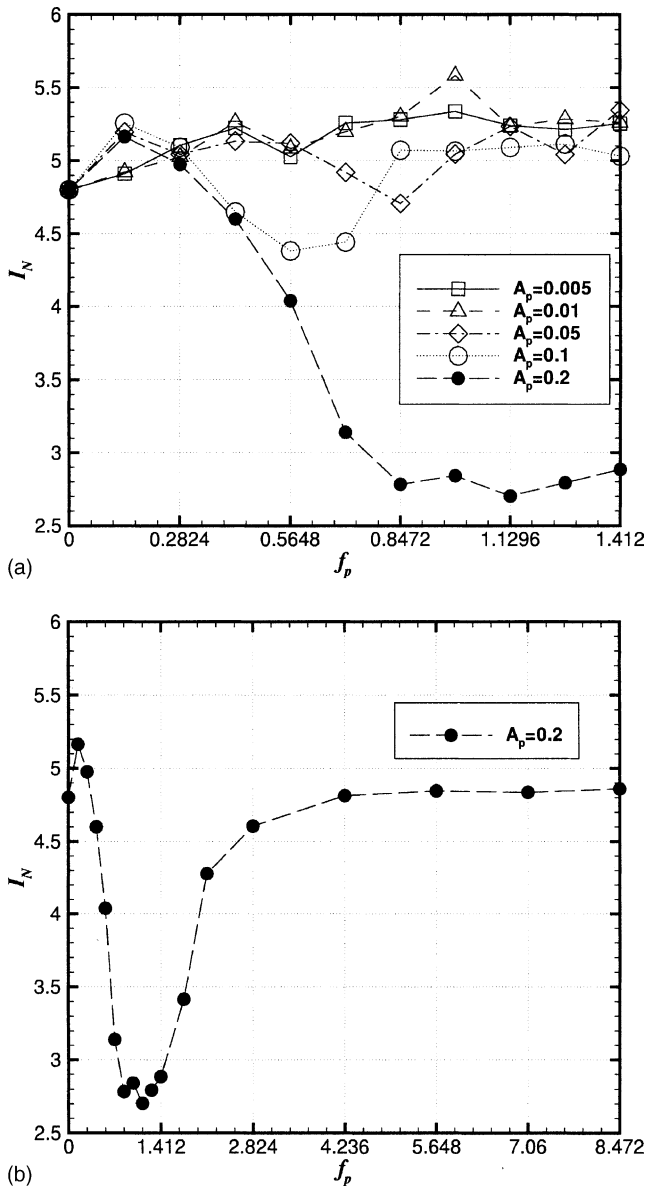 6
5.5
5
4.5
4
3.5
3
2.5
I_N
A_p=0.005
A_p=0.01
A_p=0.05
A_p=0.1
A_p=0.2
0 0.2824 0.5648 0.8472 1.1296 1.412
(a) f_p
6
5.5
5
4.5
4
3.5
3
2.5
I_N
A_p=0.2
0 1.412 2.824 4.236 5.648 7.06 8.472
(b) f_p